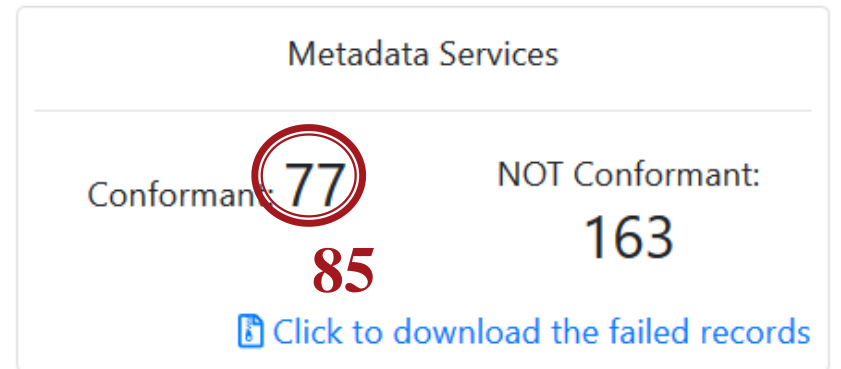 Metadata Services
Conformant: 77
NOT Conformant:
163
85
Click to download the failed records